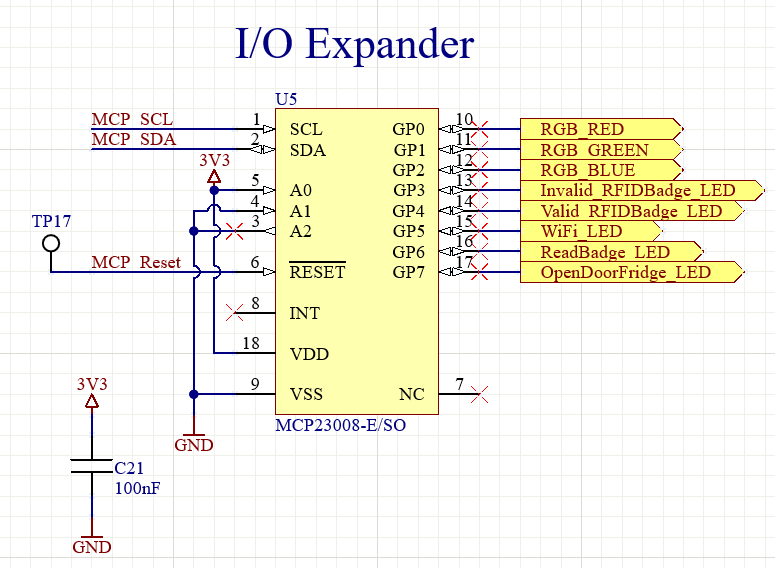 I/O Expander
U5
MCP_SCL 1 SCL GP0 10 RGB_RED
MCP_SDA 2 SDA GP1 11 RGB_GREEN
3V3 GP2 12 RGB_BLUE
5 A0 GP3 13 Invalid_RFIDBadge_LED
4 A1 GP4 14 Valid_RFIDBadge_LED
TP17 3 A2 GP5 15 WiFi_LED
GP6 16 ReadBadge_LED
MCP_Reset 6 RESET GP7 17 OpenDoorFridge_LED
8 INT
18 VDD
3V3 9 VSS NC 7
MCP23008-E/SO
GND
C21
100nF
GND